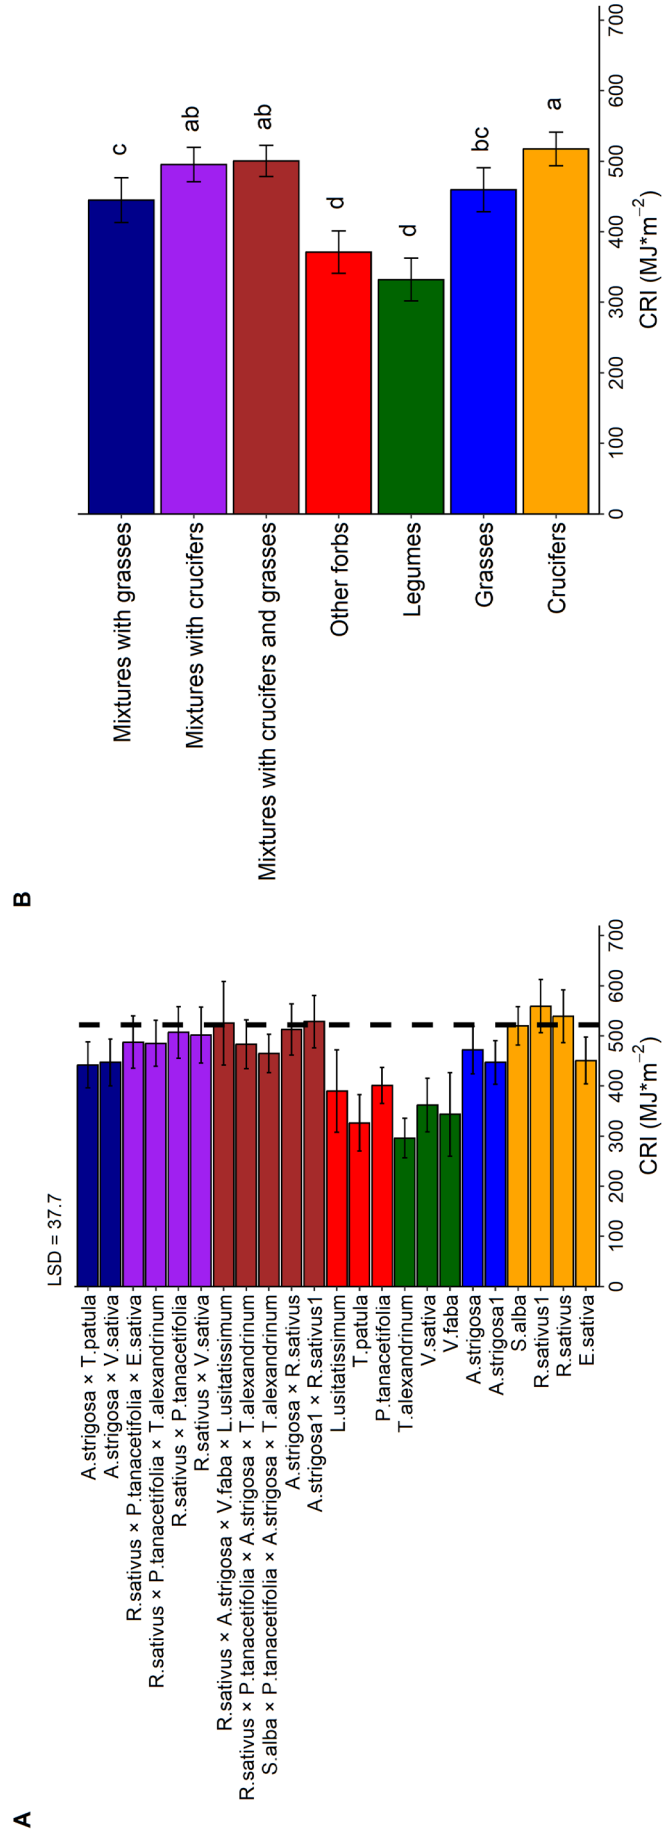 A
LSD = 37.7
A.strigosa × T.patula
A.strigosa × V.sativa
R.sativus × P.tanacetifolia × E.sativa
R.sativus × P.tanacetifolia × T.alexandrinum
R.sativus × P.tanacetifolia
R.sativus × V.sativa
R.sativus × A.strigosa × V.faba × L.usitatissimum
R.sativus × P.tanacetifolia × A.strigosa × T.alexandrinum
S.alba × P.tanacetifolia × A.strigosa × T.alexandrinum
A.strigosa × R.sativus
A.strigosa1 × R.sativus1
L.usitatissimum
T.patula
P.tanacetifolia
T.alexandrinum
V.sativa
V.faba
A.strigosa
A.strigosa1
S.alba
R.sativus1
R.sativus
E.sativa
0 100 200 300 400 500 600 700
CRI (MJ*m−2)
B
Mixtures with grasses
c
Mixtures with crucifers
ab
Mixtures with crucifers and grasses
ab
Other forbs
d
Legumes
d
Grasses
bc
Crucifers
a
0 100 200 300 400 500 600 700
CRI (MJ*m−2)